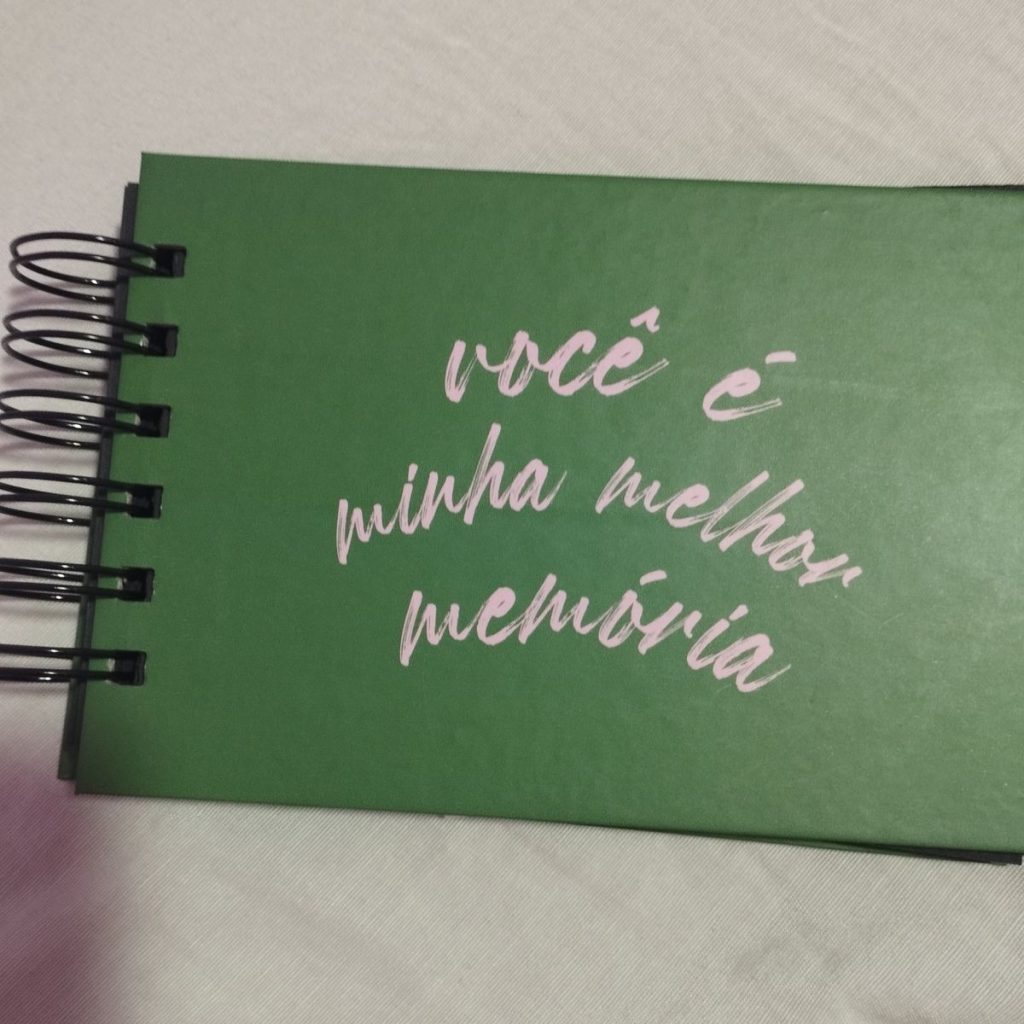 você é
minha melhor
memória